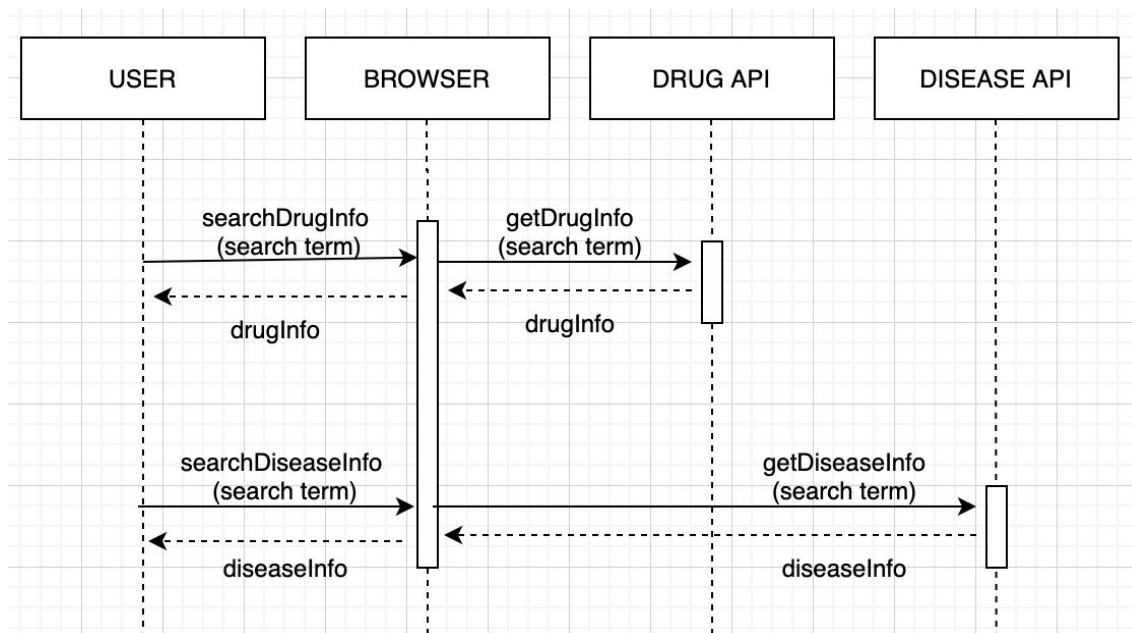 USER
BROWSER
DRUG API
DISEASE API
searchDrugInfo
(search term)
getDrugInfo
(search term)
drugInfo
drugInfo
searchDiseaseInfo
(search term)
getDiseaseInfo
(search term)
diseaseInfo
diseaseInfo